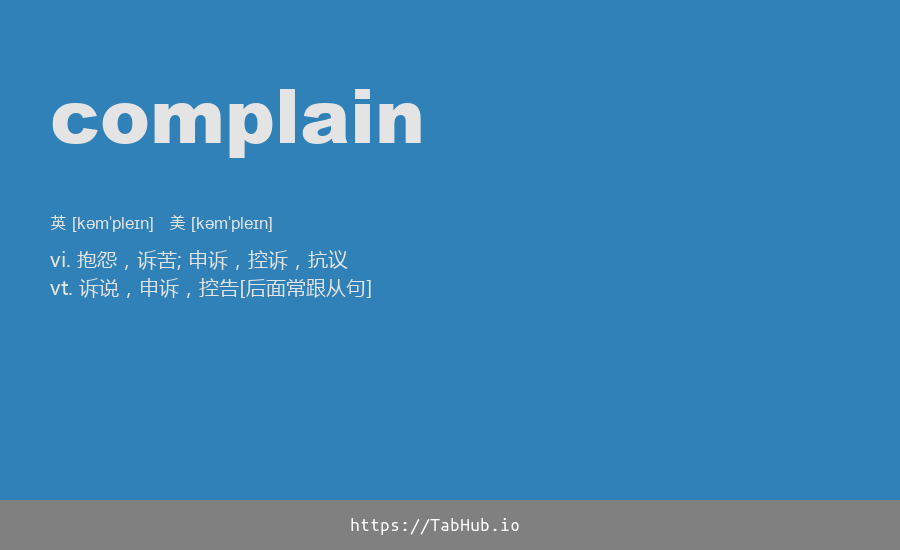 complain
英 [kəmˈpleɪn]   美 [kəmˈpleɪn]
vi. 抱怨，诉苦; 申诉，控诉，抗议
vt. 诉说，申诉，控告[后面常跟从句]
https://TabHub.io